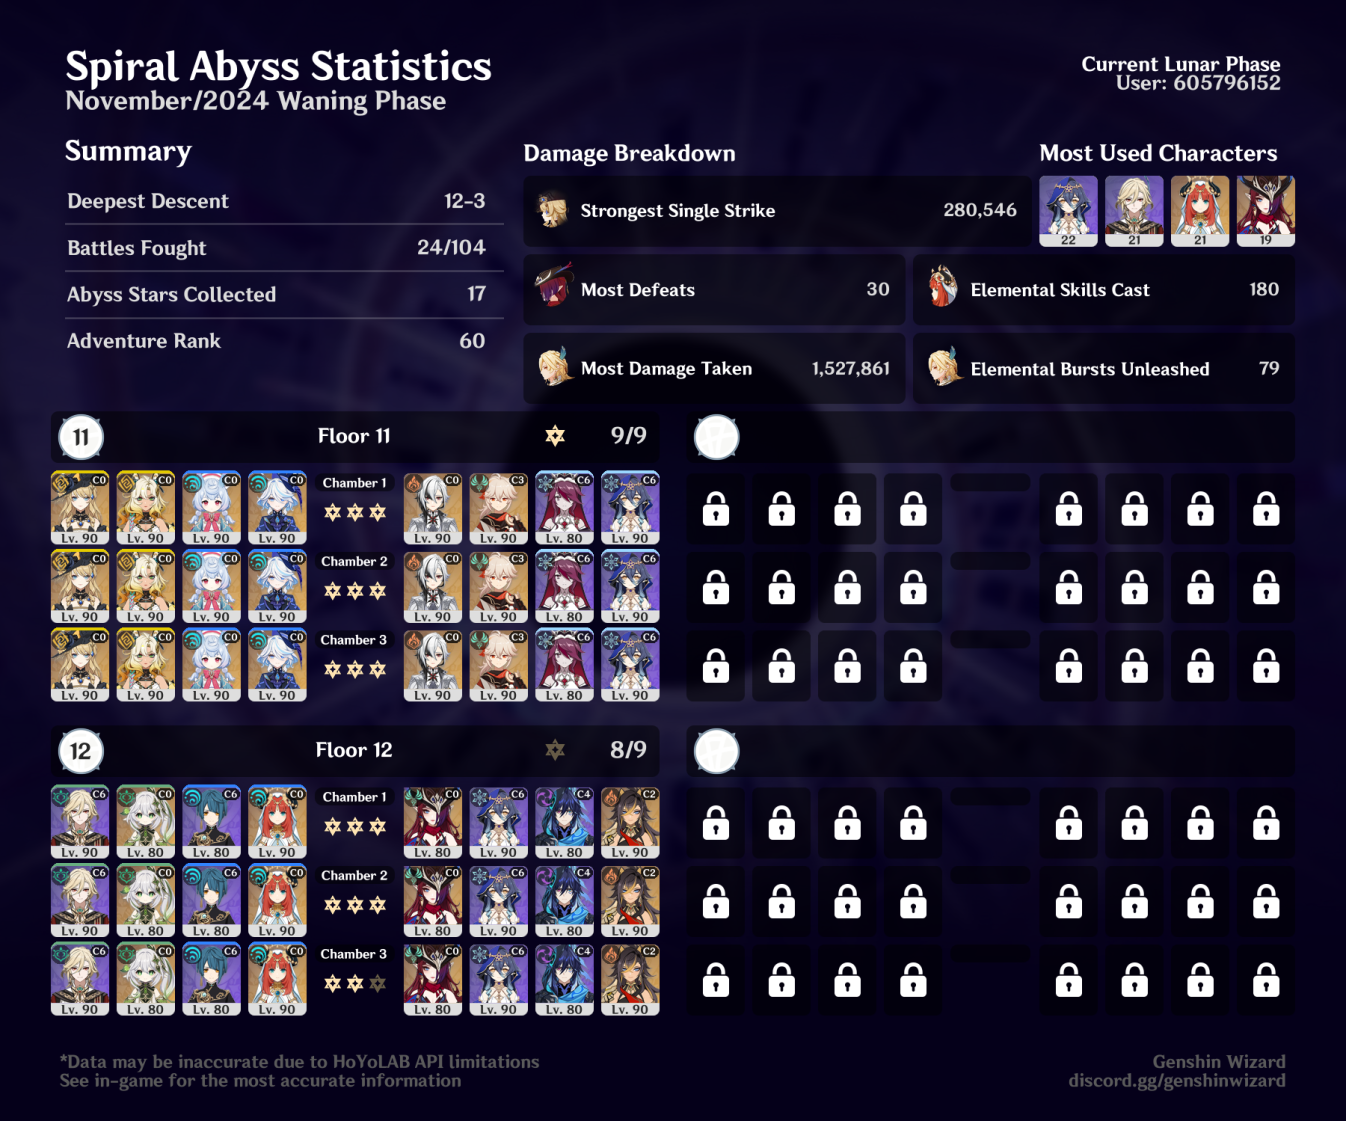 Spiral Abyss Statistics
November/2024 Waning Phase
Current Lunar Phase
User: 605796152
Summary
Deepest Descent 12-3
Battles Fought 24/104
Abyss Stars Collected 17
Adventure Rank 60
Damage Breakdown
Strongest Single Strike 280,546
Most Defeats 30
Elemental Skills Cast 180
Most Damage Taken 1,527,861
Elemental Bursts Unleashed 79
Most Used Characters
22 21 21 19
11 Floor 11 9/9
C0 C0 C0 C0 Chamber 1 C0 C3 C6 C6
Lv. 90 Lv. 90 Lv. 90 Lv. 90 Lv. 90 Lv. 90 Lv. 80 Lv. 90
C0 C0 C0 C0 Chamber 2 C0 C3 C6 C6
Lv. 90 Lv. 90 Lv. 90 Lv. 90 Lv. 90 Lv. 90 Lv. 80 Lv. 90
C0 C0 C0 C0 Chamber 3 C0 C3 C6 C6
Lv. 90 Lv. 90 Lv. 90 Lv. 90 Lv. 90 Lv. 90 Lv. 80 Lv. 90
12 Floor 12 8/9
C6 C0 C6 C0 Chamber 1 C0 C6 C4 C2
Lv. 90 Lv. 80 Lv. 80 Lv. 90 Lv. 80 Lv. 90 Lv. 80 Lv. 90
C6 C0 C6 C0 Chamber 2 C0 C6 C4 C2
Lv. 90 Lv. 80 Lv. 80 Lv. 90 Lv. 80 Lv. 90 Lv. 80 Lv. 90
C6 C0 C6 C0 Chamber 3 C0 C6 C4 C2
Lv. 90 Lv. 80 Lv. 80 Lv. 90 Lv. 80 Lv. 90 Lv. 80 Lv. 90
*Data may be inaccurate due to HoYoLAB API limitations
See in-game for the most accurate information
Genshin Wizard
discord.gg/genshinwizard